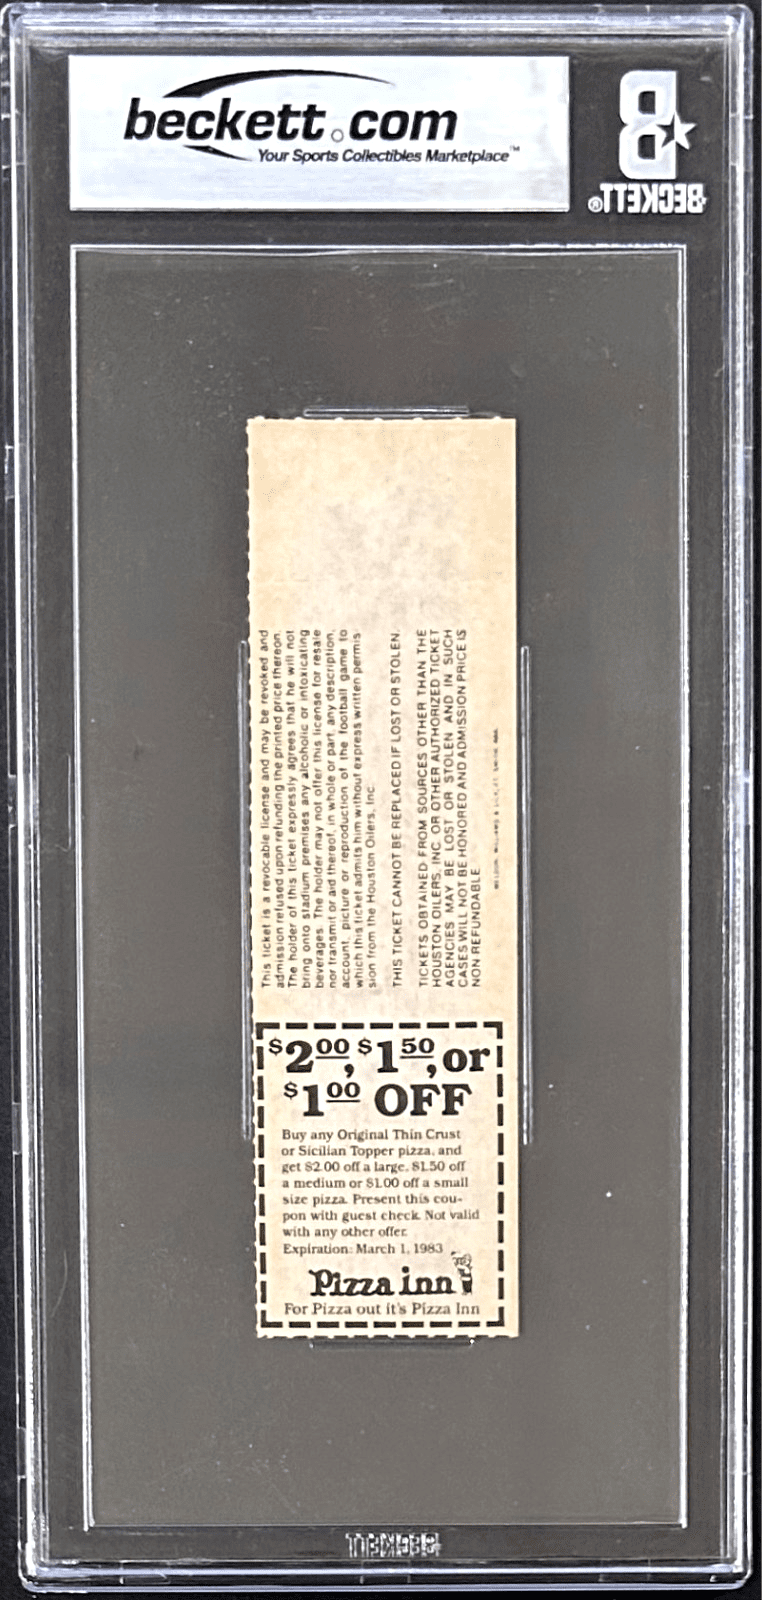 beckett.com
Your Sports Collectibles Marketplace™
B
BECKETT®
This ticket is a revocable license and may be revoked and
admission refused upon refunding the printed price thereon.
The holder of this ticket expressly agrees that he will not
bring onto stadium premises any alcoholic or intoxicating
beverages. The holder may not offer this license for resale
nor transmit or aid thereof, in whole or part, any description,
account, picture or reproduction of the football game to
which this ticket admits him without express written permis-
sion from the Houston Oilers, Inc.
THIS TICKET CANNOT BE REPLACED IF LOST OR STOLEN.
TICKETS OBTAINED FROM SOURCES OTHER THAN THE
HOUSTON OILERS, INC. OR OTHER AUTHORIZED TICKET
AGENCIES MAY BE LOST OR STOLEN AND IN SUCH
CASES WILL NOT BE HONORED AND ADMISSION PRICE IS
NON REFUNDABLE
$2.00, $1.50, or
$1.00 OFF
Buy any Original Thin Crust
or Sicilian Topper pizza, and
get $2.00 off a large, $1.50 off
a medium or $1.00 off a small
size pizza. Present this cou-
pon with guest check. Not valid
with any other offer.
Expiration: March 1, 1983
Pizza inn
For Pizza out it's Pizza Inn
BECKETT